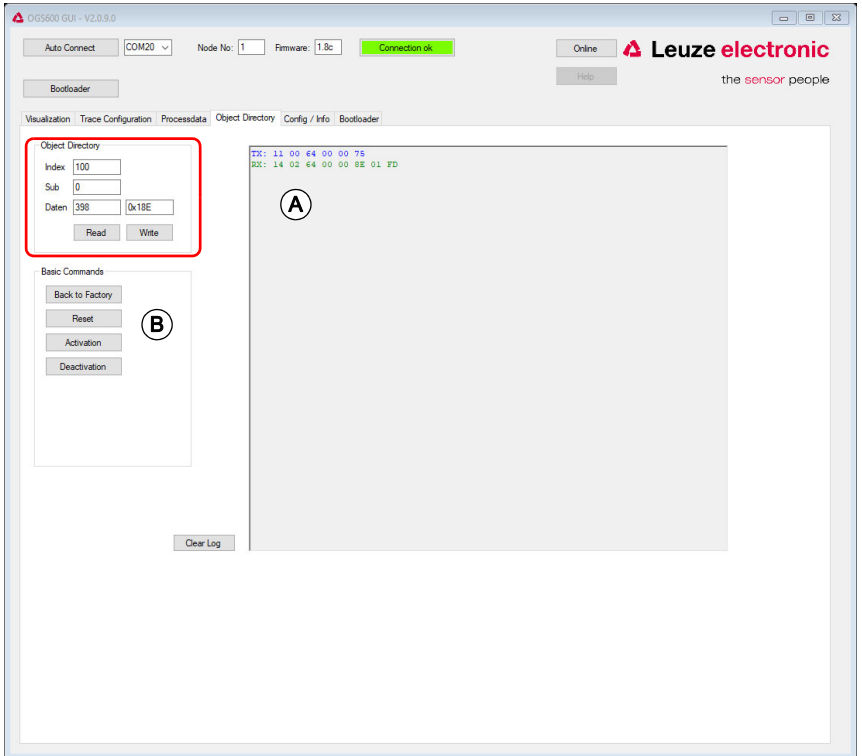 OGS600 GUI - V2.0.9.0
Auto Connect COM20 Node No: 1 Firmware: 1.8c Connection ok Online Leuze electronic
Help the sensor people
Bootloader
Visualization Trace Configuration Processdata Object Directory Config / Info Bootloader
Object Directory
Index 100
Sub 0
Daten 398 0x18E
Read Write
TX: 11 00 64 00 00 75
RX: 14 02 64 00 00 8E 01 FD
A
Basic Commands
Back to Factory
Reset
Activation
Deactivation
B
Clear Log